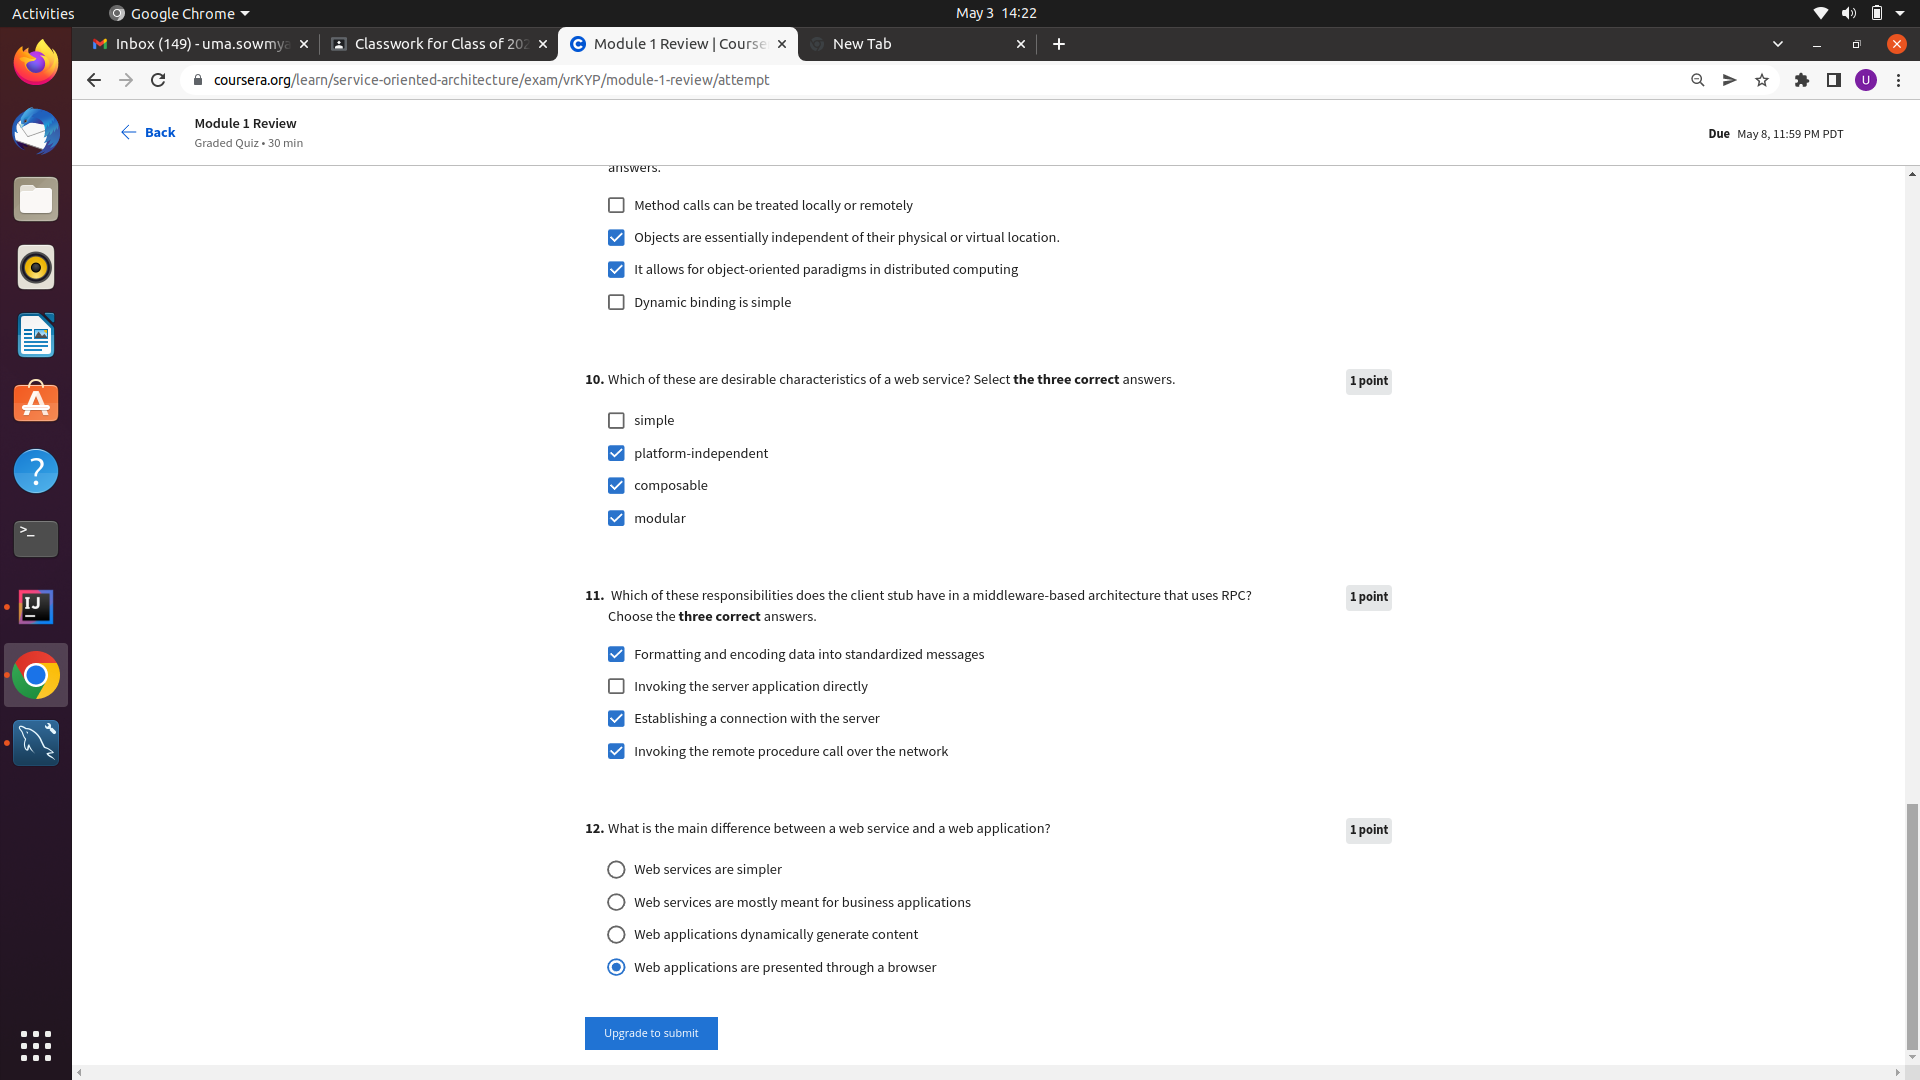 Activities
Google Chrome
May 3 14:22
Inbox (149) - uma.sowmya
Classwork for Class of 202
Module 1 Review | Course
New Tab
coursera.org/learn/service-oriented-architecture/exam/vrKYP/module-1-review/attempt
U
Back
Module 1 Review
Graded Quiz • 30 min
Due May 8, 11:59 PM PDT
answers.
Method calls can be treated locally or remotely
Objects are essentially independent of their physical or virtual location.
It allows for object-oriented paradigms in distributed computing
Dynamic binding is simple
10. Which of these are desirable characteristics of a web service? Select the three correct answers.
1 point
simple
platform-independent
composable
modular
11. Which of these responsibilities does the client stub have in a middleware-based architecture that uses RPC?
Choose the three correct answers.
1 point
Formatting and encoding data into standardized messages
Invoking the server application directly
Establishing a connection with the server
Invoking the remote procedure call over the network
12. What is the main difference between a web service and a web application?
1 point
Web services are simpler
Web services are mostly meant for business applications
Web applications dynamically generate content
Web applications are presented through a browser
Upgrade to submit
IJ